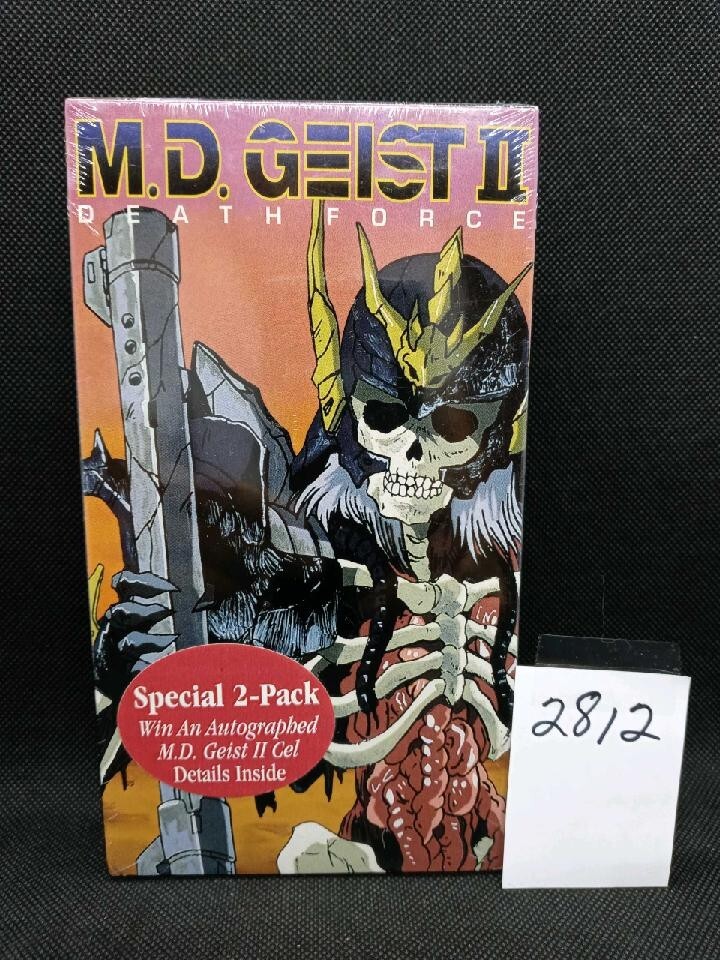 M.D. GEIST II
DEATH FORCE
Special 2-Pack
Win An Autographed
M.D. Geist II Cel
Details Inside
2812